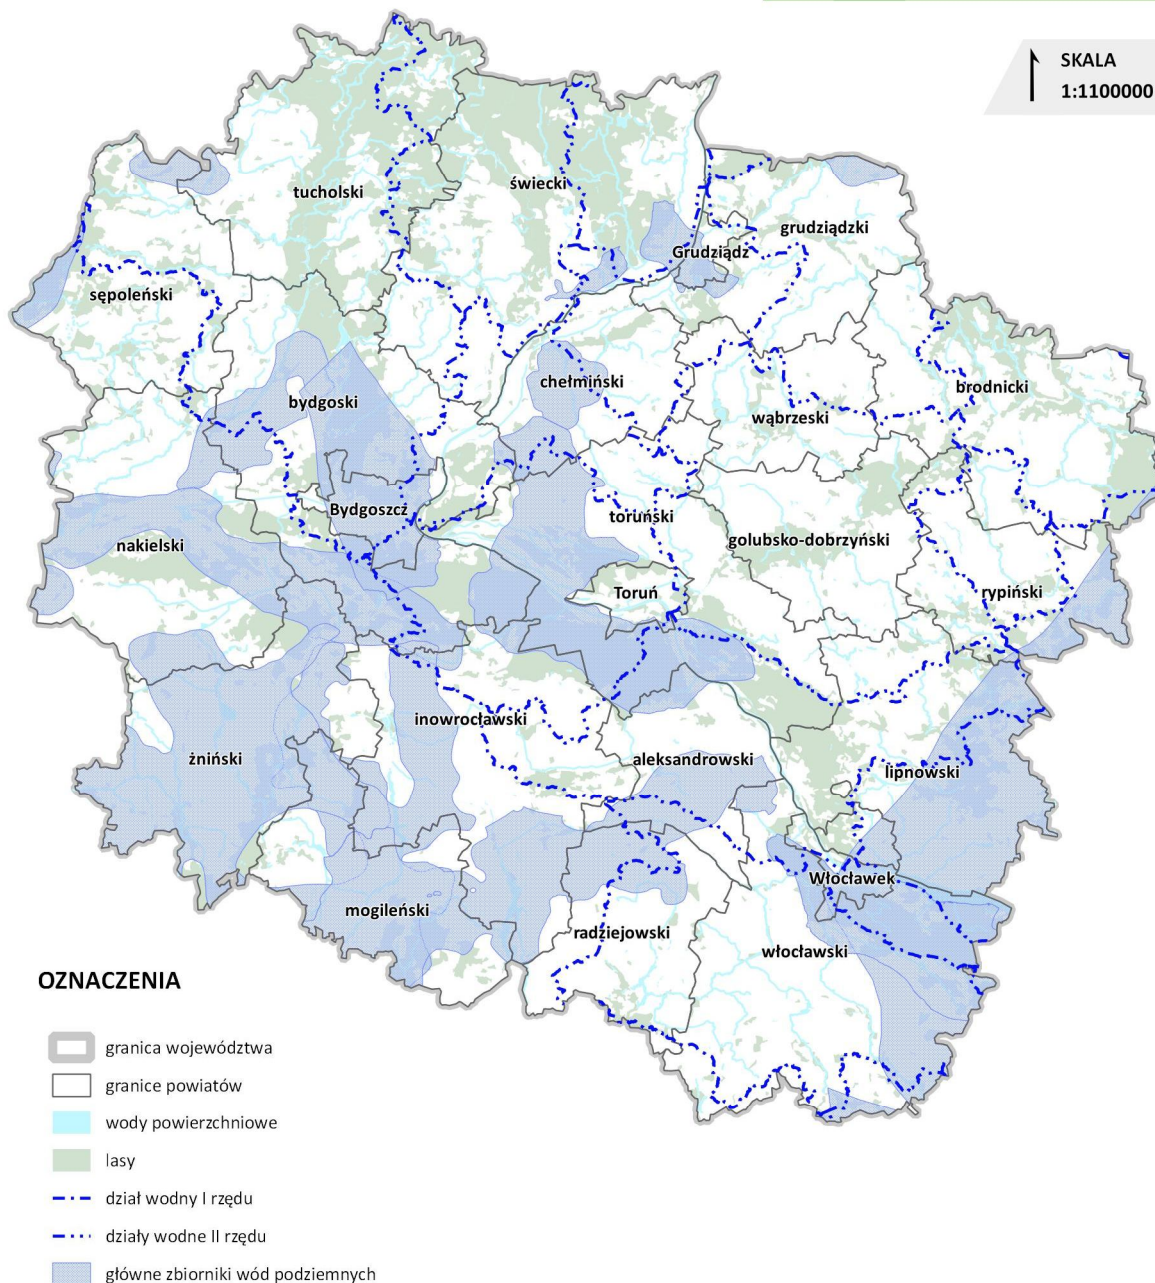 SKALA
1:1100000
tucholski
świecki
grudziądzki
Grudziądz
sępoleński
chełmiński
brodnicki
bydgoski
wąbrzeski
Bydgoszcz
toruński
nakielski
golubsko-dobrzyński
Toruń
rypiński
inowrocławski
żniński
aleksandrowski
lipnowski
Włocławek
mogileński
radziejowski
włocławski
OZNACZENIA
granica województwa
granice powiatów
wody powierzchniowe
lasy
dział wodny I rzędu
działy wodne II rzędu
główne zbiorniki wód podziemnych